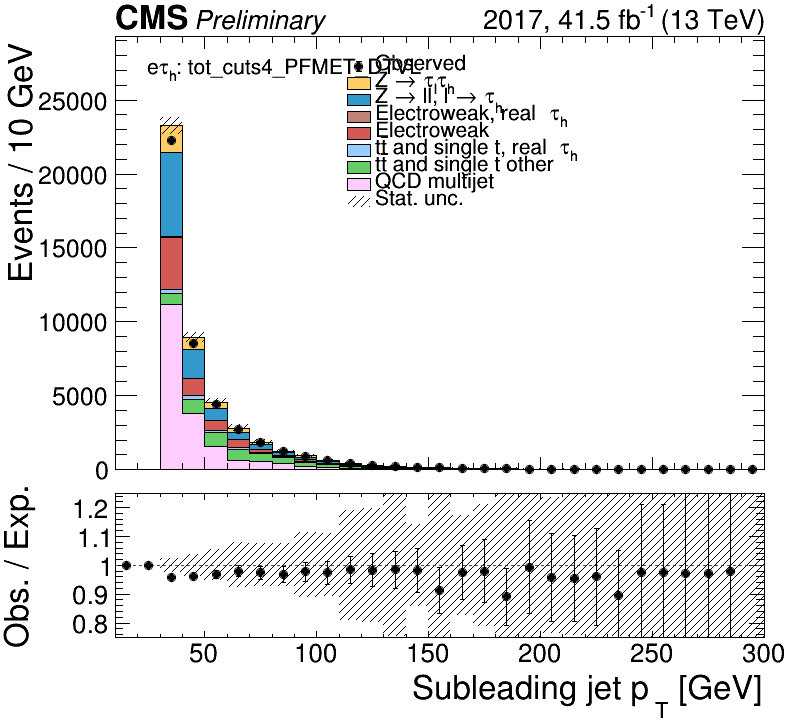 CMS Preliminary 2017, 41.5 fb⁻¹ (13 TeV)
eτh: tot_cuts4_PFMET
Observed
Z → τlτh
Z → ll, l → τh
Electroweak, real τh
Electroweak
tt̄ and single t, real τh
tt̄ and single t other
QCD multijet
Stat. unc.
Events / 10 GeV
25000
20000
15000
10000
5000
0
Obs. / Exp.
1.2
1.1
1
0.9
0.8
50 100 150 200 250 300
Subleading jet pT [GeV]